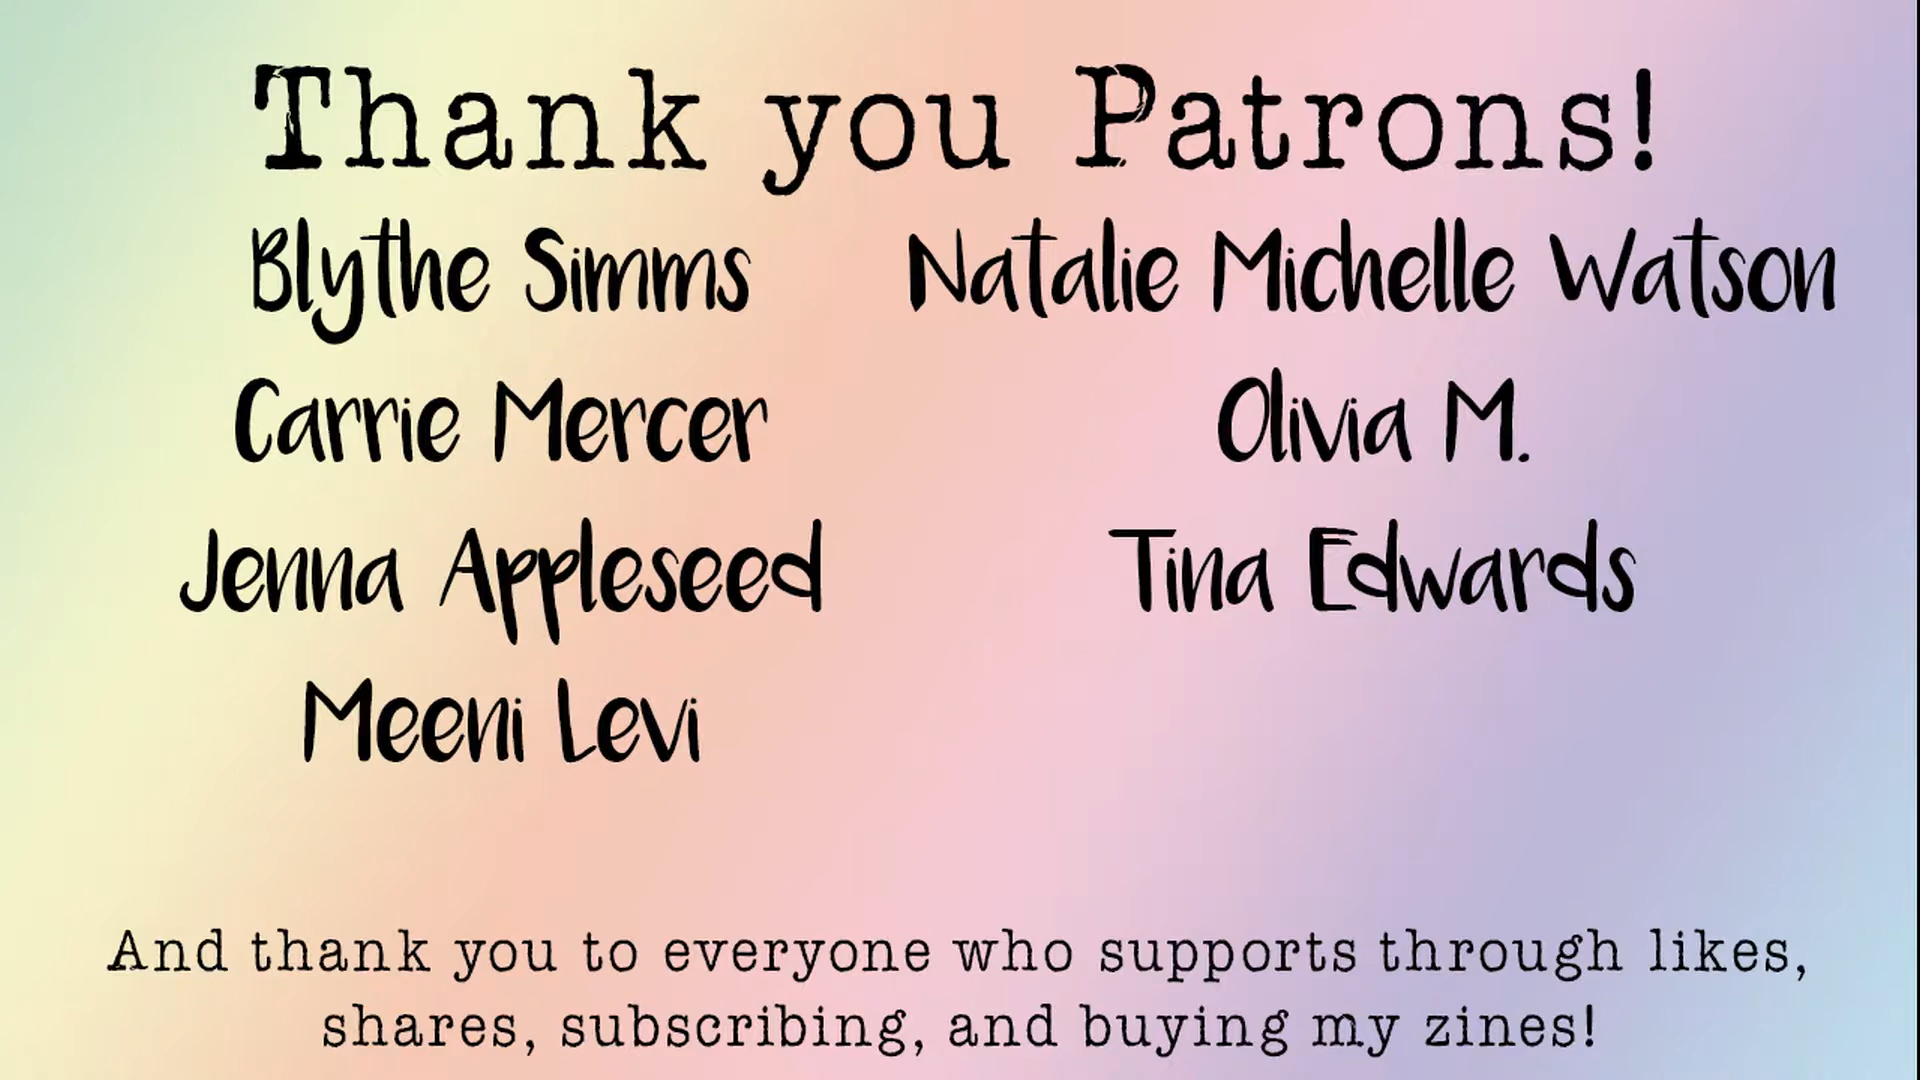 Thank you Patrons!
Blythe Simms
Carrie Mercer
Jenna Appleseed
Meeni Levi
Natalie Michelle Watson
Olivia M.
Tina Edwards
And thank you to everyone who supports through likes,
shares, subscribing, and buying my zines!